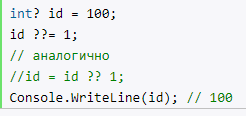 int? id = 100;
id ??= 1;
// аналогично
//id = id ?? 1;
Console.WriteLine(id); // 100